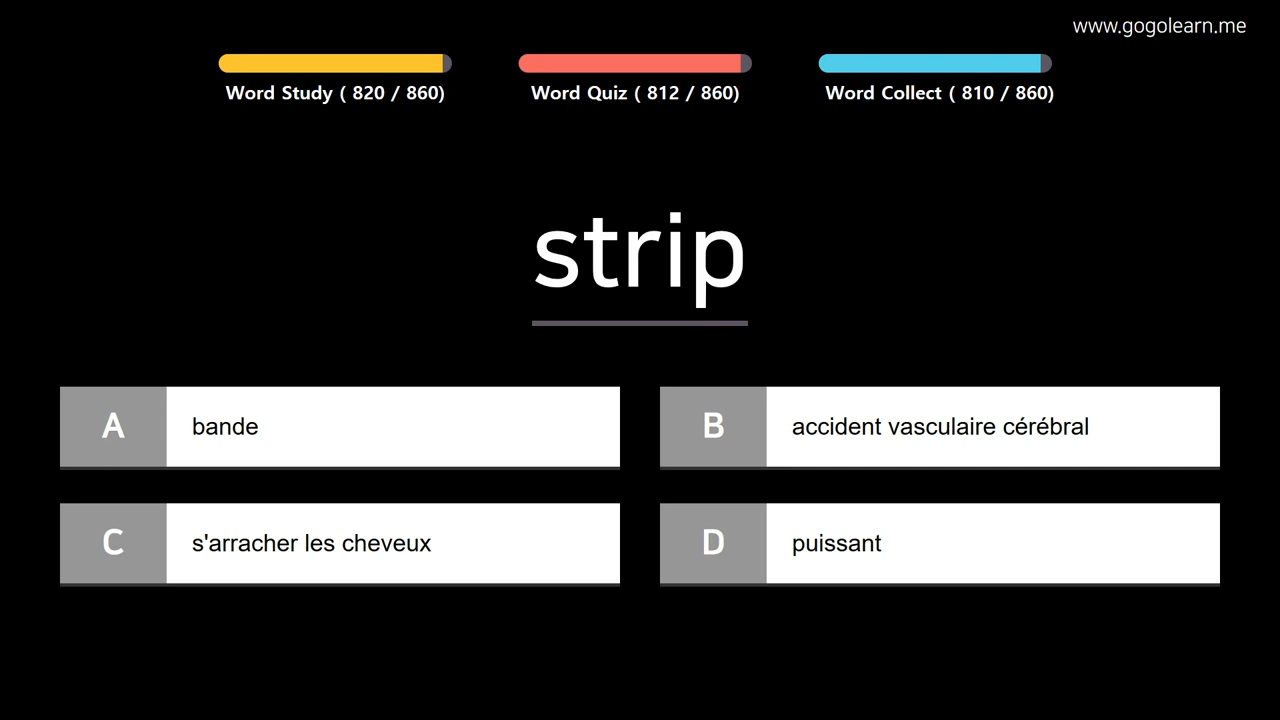 www.gogolearn.me
Word Study ( 820 / 860)
Word Quiz ( 812 / 860)
Word Collect ( 810 / 860)
strip
A bande
B accident vasculaire cérébral
C s'arracher les cheveux
D puissant